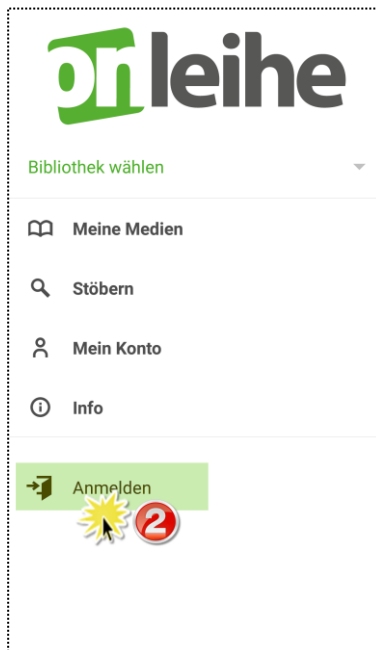 onleihe
Bibliothek wählen
Meine Medien
Stöbern
Mein Konto
Info
Anmelden
2